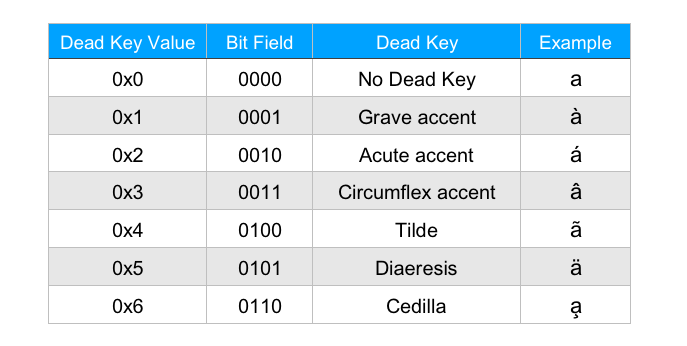 Dead Key Value Bit Field Dead Key Example
0x0 0000 No Dead Key a
0x1 0001 Grave accent à
0x2 0010 Acute accent á
0x3 0011 Circumflex accent â
0x4 0100 Tilde ã
0x5 0101 Diaeresis ä
0x6 0110 Cedilla a̧